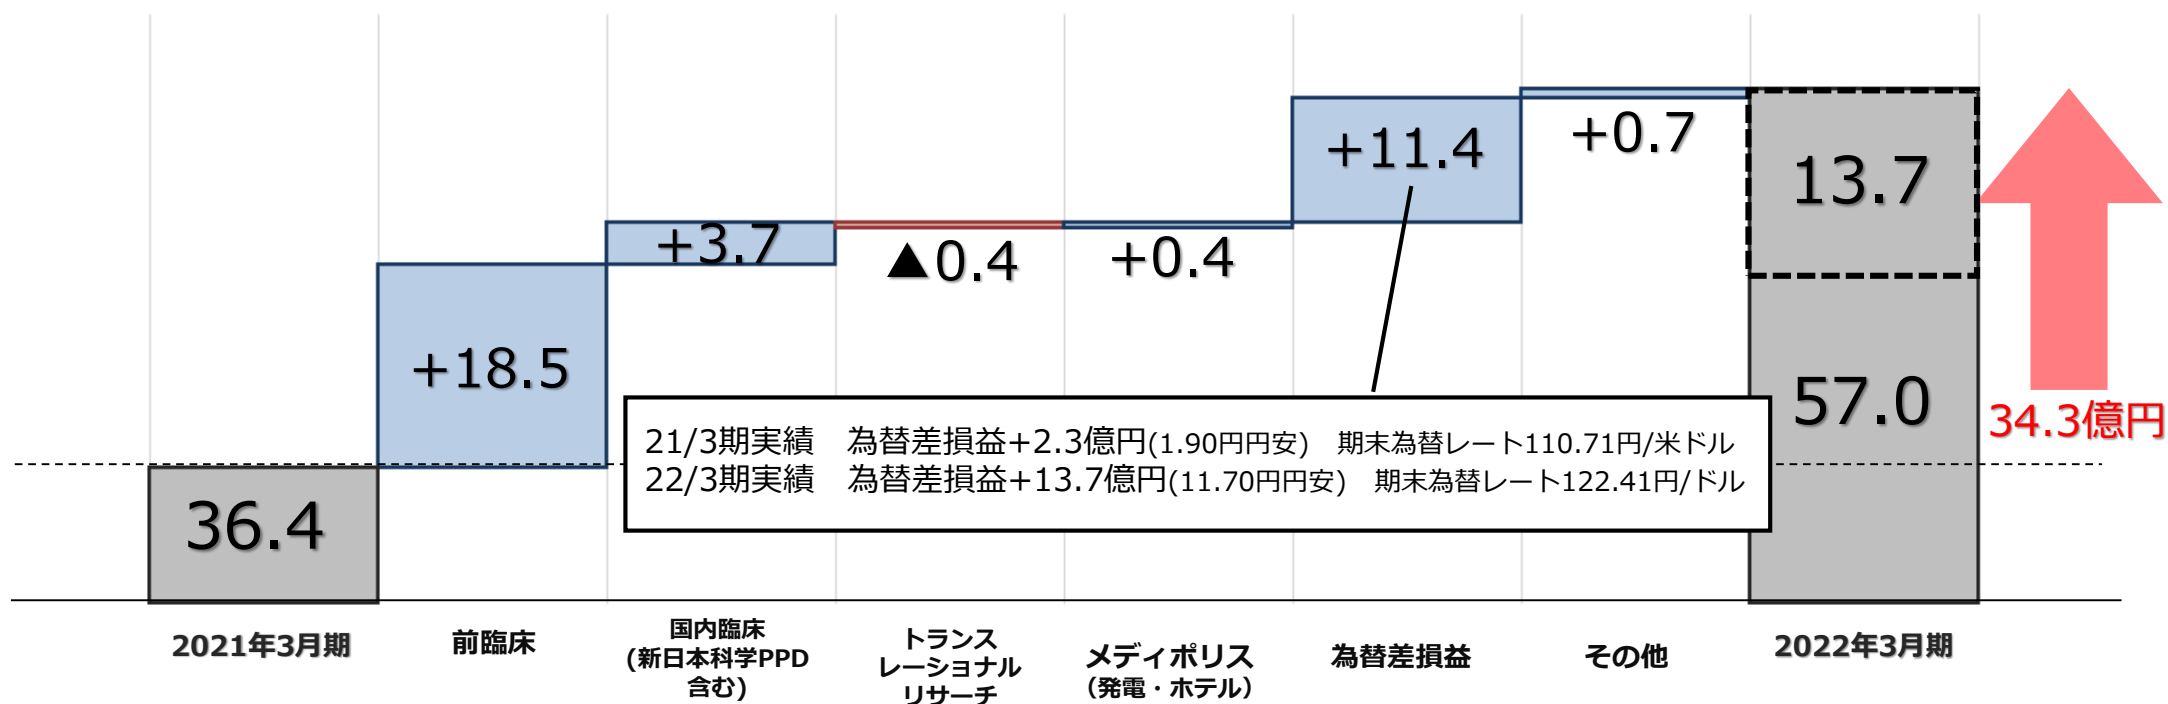 36.4
+18.5
+3.7
▲0.4
+0.4
+11.4
+0.7
13.7
57.0
34.3億円
21/3期実績　為替差損益+2.3億円(1.90円円安)　期末為替レート110.71円/米ドル
22/3期実績　為替差損益+13.7億円(11.70円円安)　期末為替レート122.41円/ドル
2021年3月期
前臨床
国内臨床
(新日本科学PPD
含む)
トランス
レーショナル
リサーチ
メディポリス
（発電・ホテル）
為替差損益
その他
2022年3月期